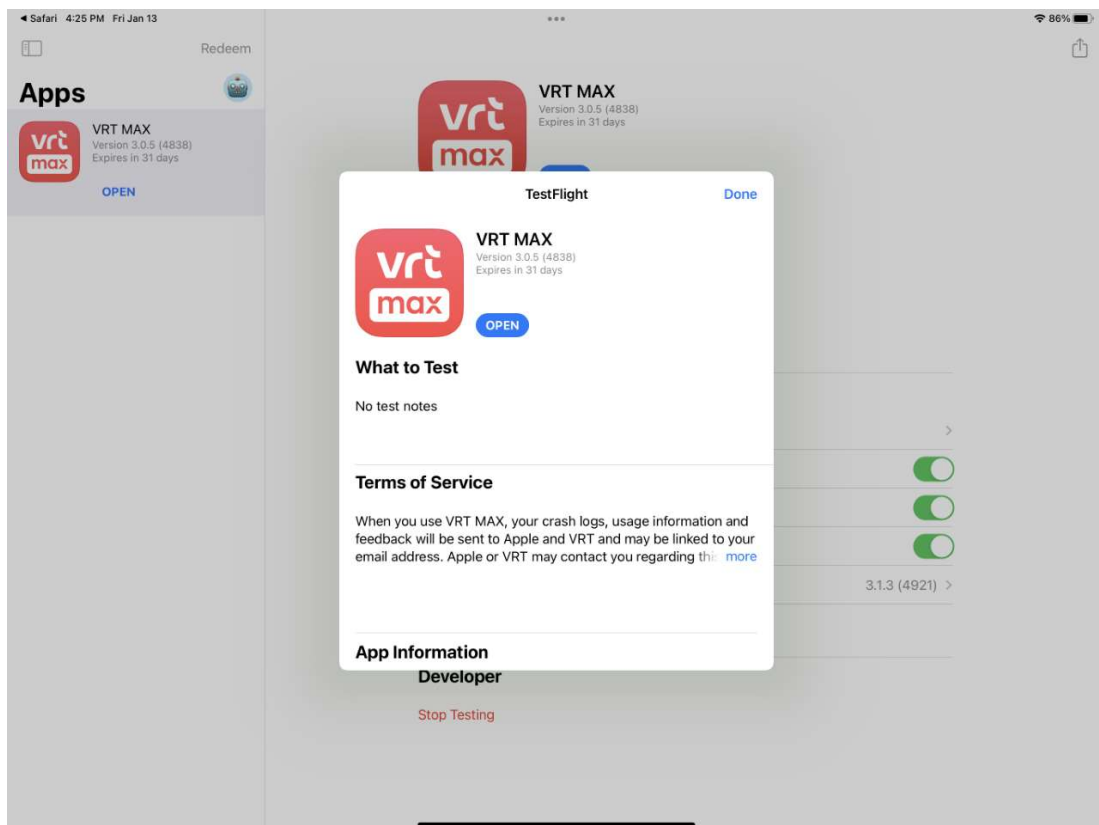 ◀ Safari 4:25 PM Fri Jan 13
86%
Redeem
Apps
vrt
max
VRT MAX
Version 3.0.5 (4838)
Expires in 31 days
OPEN
vrt
max
VRT MAX
Version 3.0.5 (4838)
Expires in 31 days
TestFlight
Done
vrt
max
VRT MAX
Version 3.0.5 (4838)
Expires in 31 days
OPEN
What to Test
No test notes
Terms of Service
When you use VRT MAX, your crash logs, usage information and
feedback will be sent to Apple and VRT and may be linked to your
email address. Apple or VRT may contact you regarding this more
3.1.3 (4921)
App Information
Developer
Stop Testing